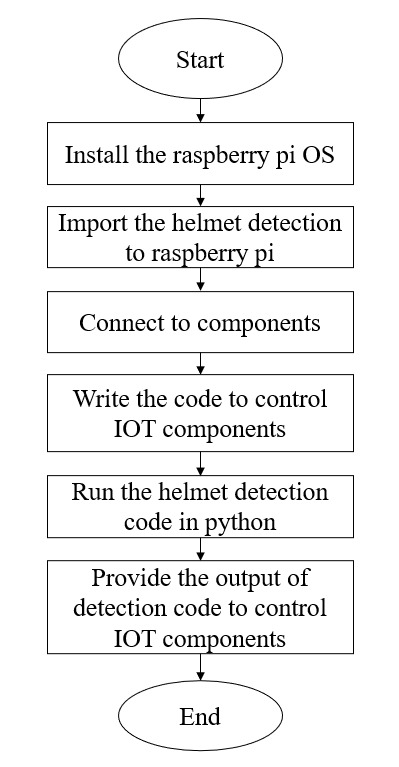 Start
Install the raspberry pi OS
Import the helmet detection
to raspberry pi
Connect to components
Write the code to control
IOT components
Run the helmet detection
code in python
Provide the output of
detection code to control
IOT components
End